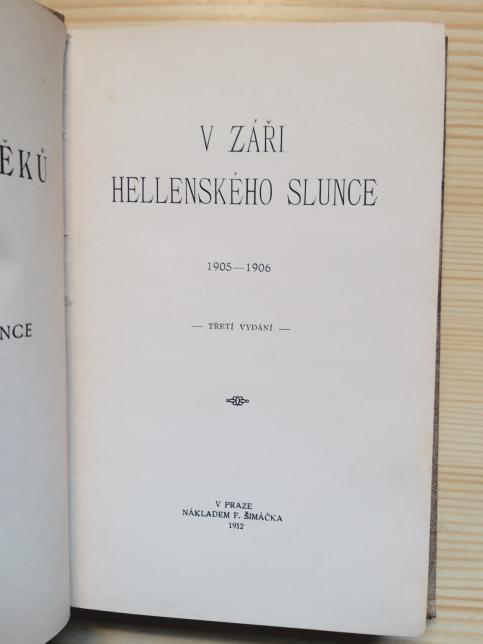 ĚKŮ
NCE
V ZÁŘI
HELLENSKÉHO SLUNCE
1905—1906
— TŘETÍ VYDÁNÍ —
V PRAZE
NÁKLADEM F. ŠIMÁČKA
1912